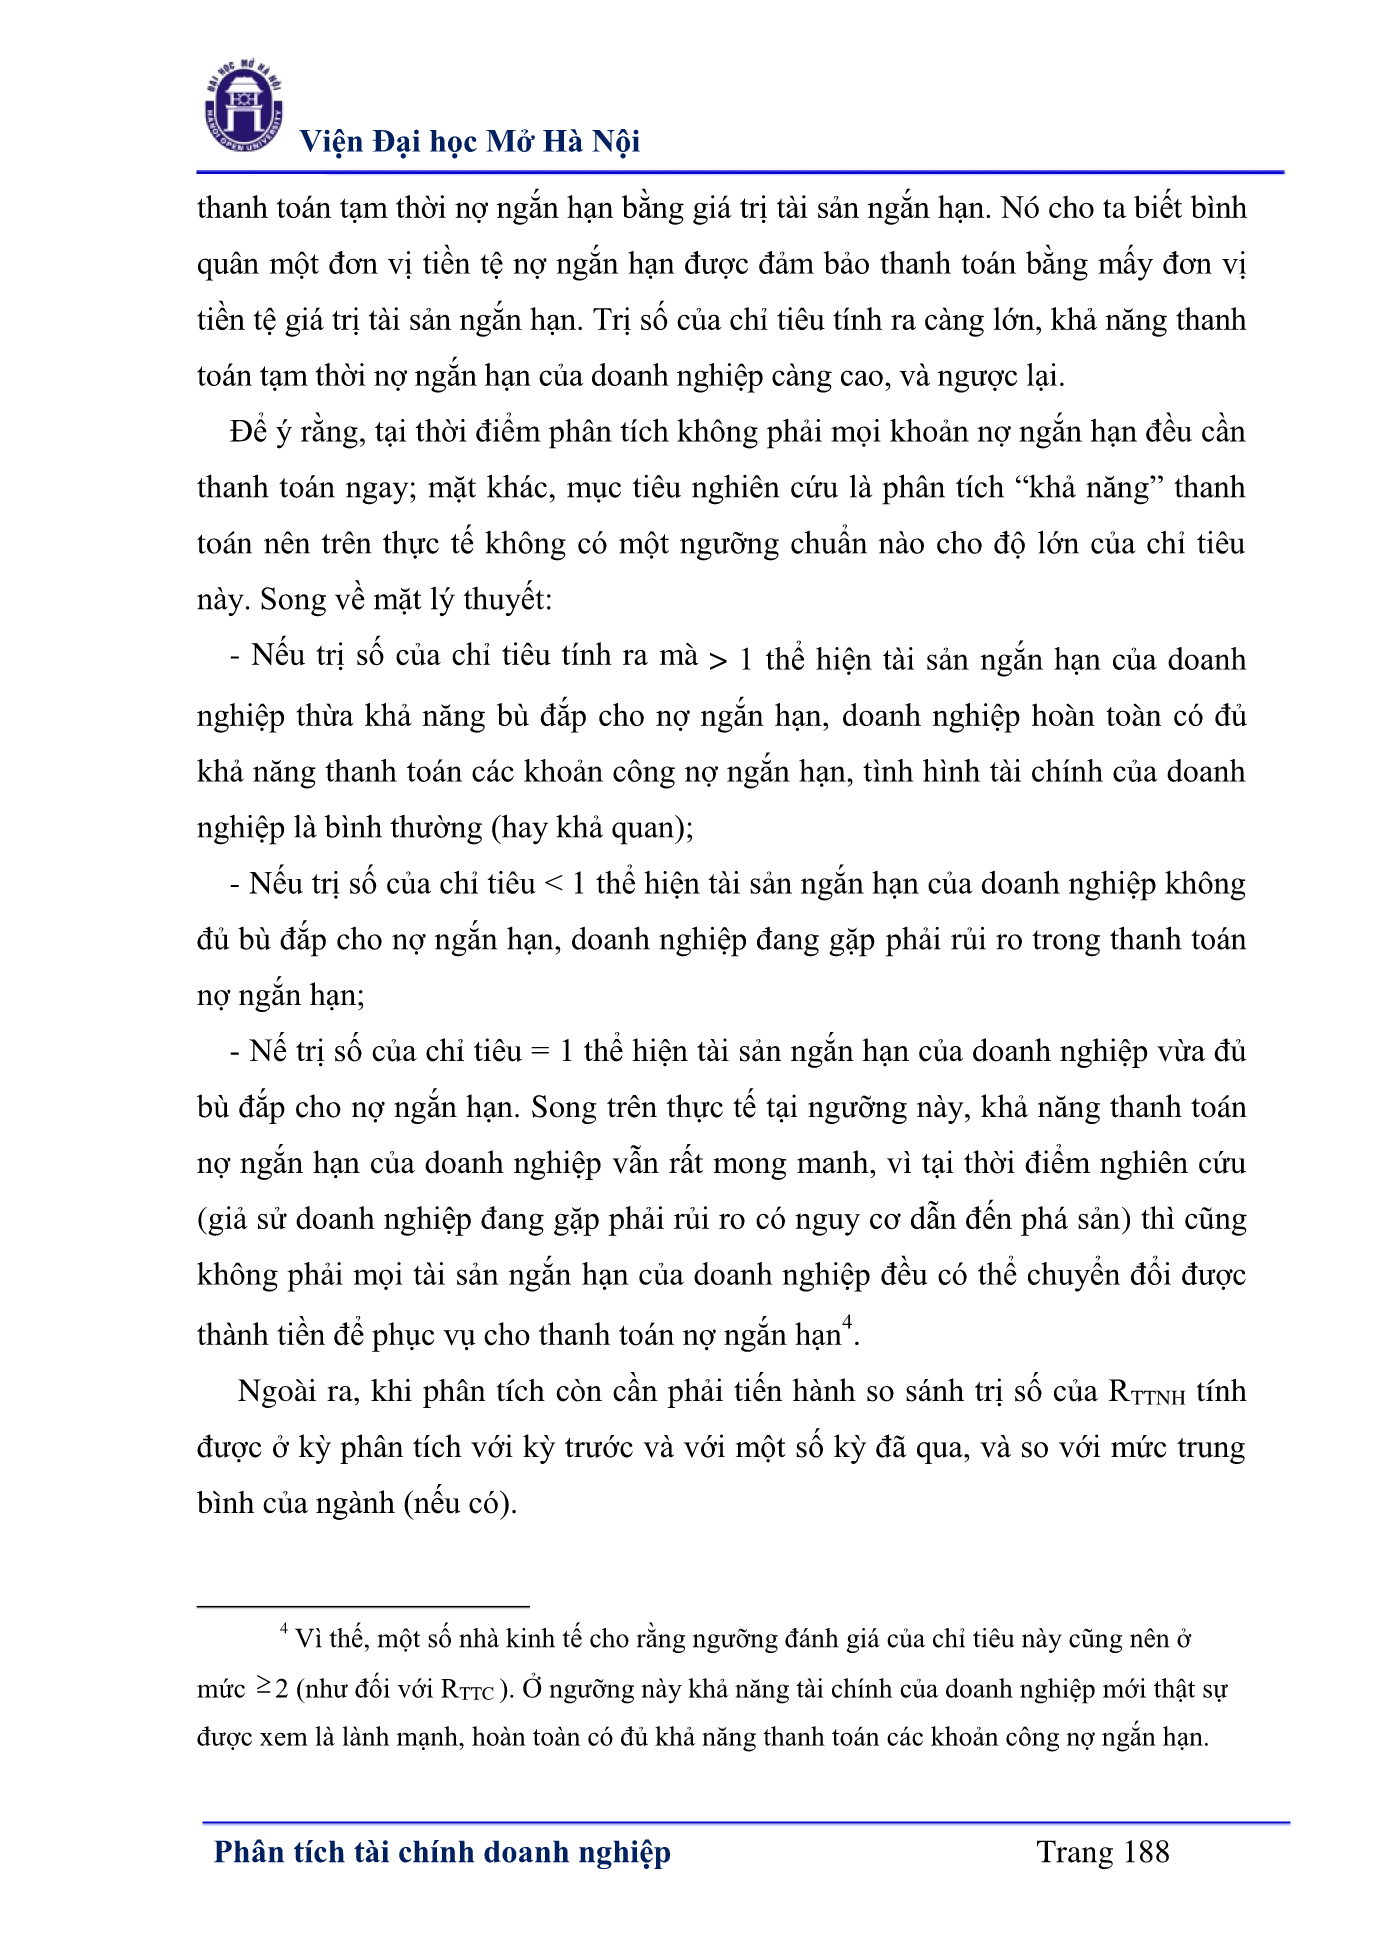 ĐẠI HỌC MỞ HÀ NỘI
HANOI OPEN UNIVERSITY
Viện Đại học Mở Hà Nội
thanh toán tạm thời nợ ngắn hạn bằng giá trị tài sản ngắn hạn. Nó cho ta biết bình
quân một đơn vị tiền tệ nợ ngắn hạn được đảm bảo thanh toán bằng mấy đơn vị
tiền tệ giá trị tài sản ngắn hạn. Trị số của chỉ tiêu tính ra càng lớn, khả năng thanh
toán tạm thời nợ ngắn hạn của doanh nghiệp càng cao, và ngược lại.
Để ý rằng, tại thời điểm phân tích không phải mọi khoản nợ ngắn hạn đều cần
thanh toán ngay; mặt khác, mục tiêu nghiên cứu là phân tích “khả năng” thanh
toán nên trên thực tế không có một ngưỡng chuẩn nào cho độ lớn của chỉ tiêu
này. Song về mặt lý thuyết:
- Nếu trị số của chỉ tiêu tính ra mà > 1 thể hiện tài sản ngắn hạn của doanh
nghiệp thừa khả năng bù đắp cho nợ ngắn hạn, doanh nghiệp hoàn toàn có đủ
khả năng thanh toán các khoản công nợ ngắn hạn, tình hình tài chính của doanh
nghiệp là bình thường (hay khả quan);
- Nếu trị số của chỉ tiêu < 1 thể hiện tài sản ngắn hạn của doanh nghiệp không
đủ bù đắp cho nợ ngắn hạn, doanh nghiệp đang gặp phải rủi ro trong thanh toán
nợ ngắn hạn;
- Nế trị số của chỉ tiêu = 1 thể hiện tài sản ngắn hạn của doanh nghiệp vừa đủ
bù đắp cho nợ ngắn hạn. Song trên thực tế tại ngưỡng này, khả năng thanh toán
nợ ngắn hạn của doanh nghiệp vẫn rất mong manh, vì tại thời điểm nghiên cứu
(giả sử doanh nghiệp đang gặp phải rủi ro có nguy cơ dẫn đến phá sản) thì cũng
không phải mọi tài sản ngắn hạn của doanh nghiệp đều có thể chuyển đổi được
thành tiền để phục vụ cho thanh toán nợ ngắn hạn⁴.
Ngoài ra, khi phân tích còn cần phải tiến hành so sánh trị số của RTTNH tính
được ở kỳ phân tích với kỳ trước và với một số kỳ đã qua, và so với mức trung
bình của ngành (nếu có).
⁴ Vì thế, một số nhà kinh tế cho rằng ngưỡng đánh giá của chỉ tiêu này cũng nên ở
mức ≥ 2 (như đối với RTTC ). Ở ngưỡng này khả năng tài chính của doanh nghiệp mới thật sự
được xem là lành mạnh, hoàn toàn có đủ khả năng thanh toán các khoản công nợ ngắn hạn.
Phân tích tài chính doanh nghiệp Trang 188